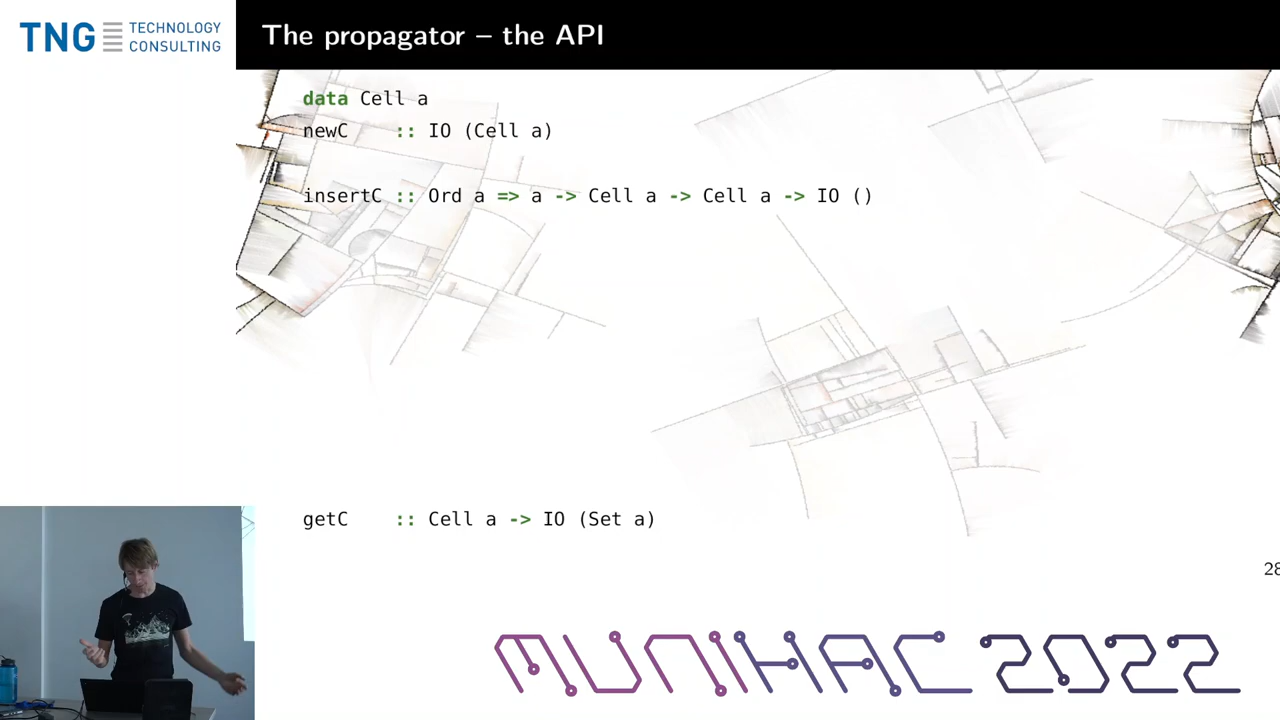 TNG TECHNOLOGY
CONSULTING
The propagator – the API
data Cell a
newC :: IO (Cell a)
insertC :: Ord a => a -> Cell a -> Cell a -> IO ()
getC :: Cell a -> IO (Set a)
28
MUNIHAC 2022